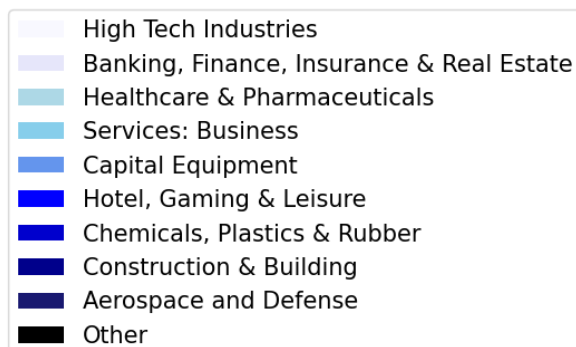 High Tech Industries
Banking, Finance, Insurance & Real Estate
Healthcare & Pharmaceuticals
Services: Business
Capital Equipment
Hotel, Gaming & Leisure
Chemicals, Plastics & Rubber
Construction & Building
Aerospace and Defense
Other